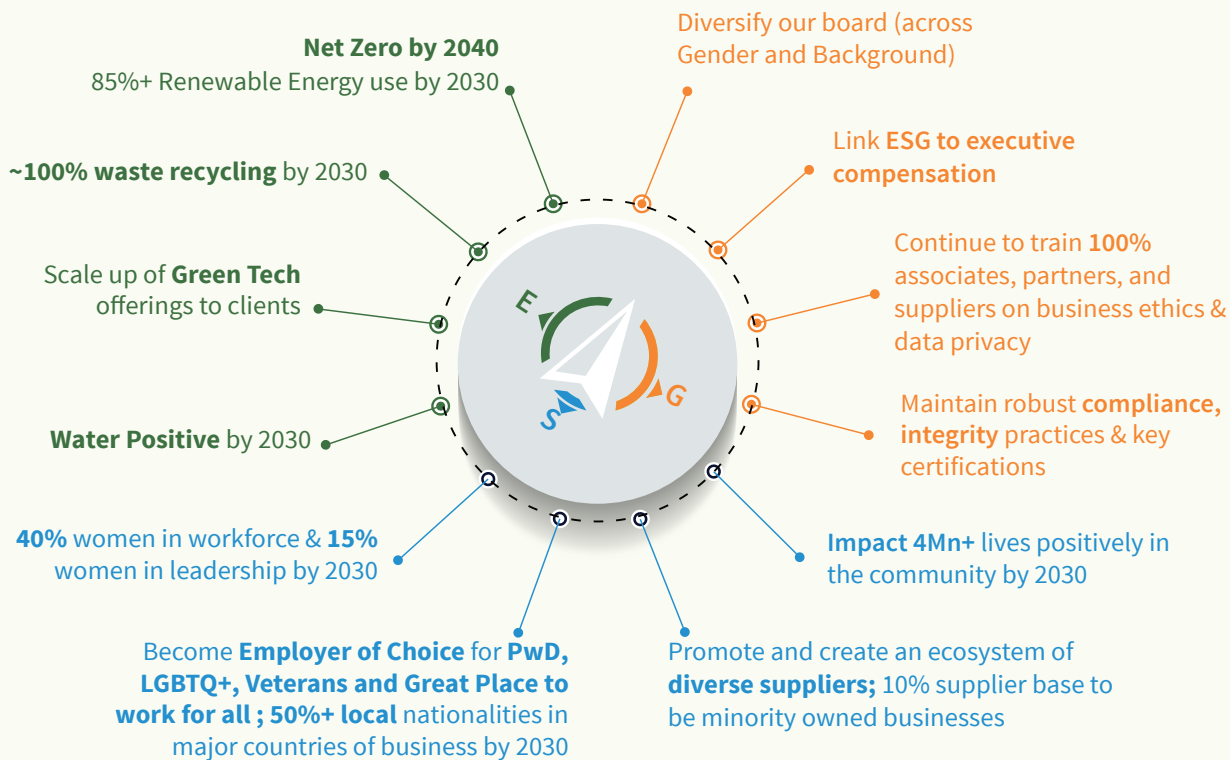 Net Zero by 2040
85%+ Renewable Energy use by 2030
~100% waste recycling by 2030
Scale up of Green Tech
offerings to clients
Water Positive by 2030
40% women in workforce & 15%
women in leadership by 2030
Become Employer of Choice for PwD,
LGBTQ+, Veterans and Great Place to
work for all ; 50%+ local nationalities in
major countries of business by 2030
Diversify our board (across
Gender and Background)
Link ESG to executive
compensation
Continue to train 100%
associates, partners, and
suppliers on business ethics &
data privacy
Maintain robust compliance,
integrity practices & key
certifications
Impact 4Mn+ lives positively in
the community by 2030
Promote and create an ecosystem of
diverse suppliers; 10% supplier base to
be minority owned businesses
E
S
G